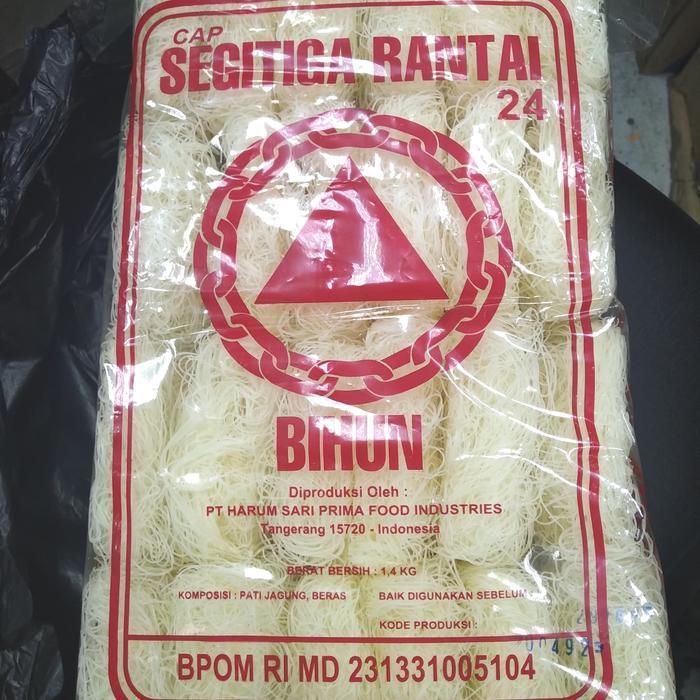 CAP
SEGITIGA RANTAI
24
BIHUN
Diproduksi Oleh :
PT HARUM SARI PRIMA FOOD INDUSTRIES
Tangerang 15720 - Indonesia
BERAT BERSIH : 1,4 KG
KOMPOSISI : PATI JAGUNG, BERAS
BAIK DIGUNAKAN SEBELUM :
KODE PRODUKSI :
BPOM RI MD 231331005104